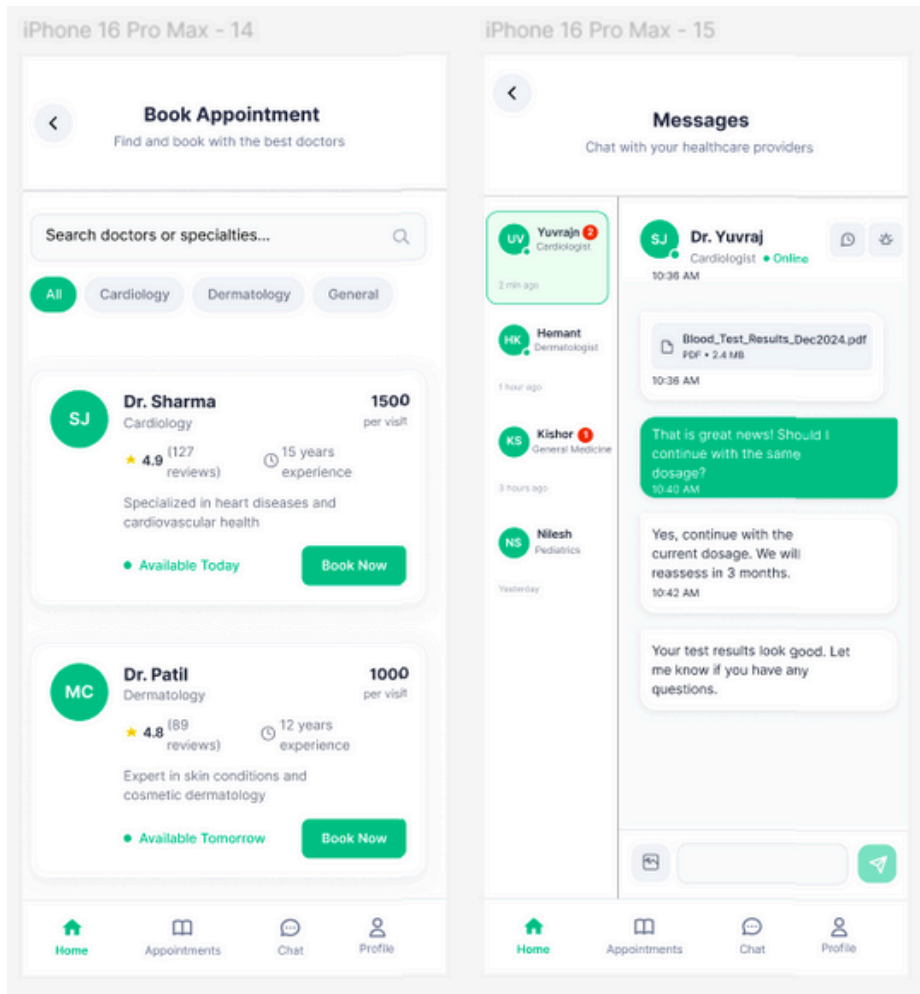 iPhone 16 Pro Max - 14
Book Appointment
Find and book with the best doctors
Search doctors or specialties...
All
Cardiology
Dermatology
General
SJ
Dr. Sharma
1500
Cardiology
per visit
4.9
(127
reviews)
15 years
experience
Specialized in heart diseases and
cardiovascular health
Available Today
Book Now
MC
Dr. Patil
1000
Dermatology
per visit
4.8
(89
reviews)
12 years
experience
Expert in skin conditions and
cosmetic dermatology
Available Tomorrow
Book Now
Home
Appointments
Chat
Profile
iPhone 16 Pro Max - 15
Messages
Chat with your healthcare providers
UV
Yuvrajn
2
Cardiologist
2 min ago
HK
Hemant
Dermatologist
1 hour ago
KS
Kishor
1
General Medicine
3 hours ago
NS
Nilesh
Pediatrics
Yesterday
SJ
Dr. Yuvraj
Cardiologist
Online
10:36 AM
Blood_Test_Results_Dec2024.pdf
PDF • 2.4 MB
10:36 AM
That is great news! Should I
continue with the same
dosage?
10:40 AM
Yes, continue with the
current dosage. We will
reassess in 3 months.
10:42 AM
Your test results look good. Let
me know if you have any
questions.
Home
Appointments
Chat
Profile